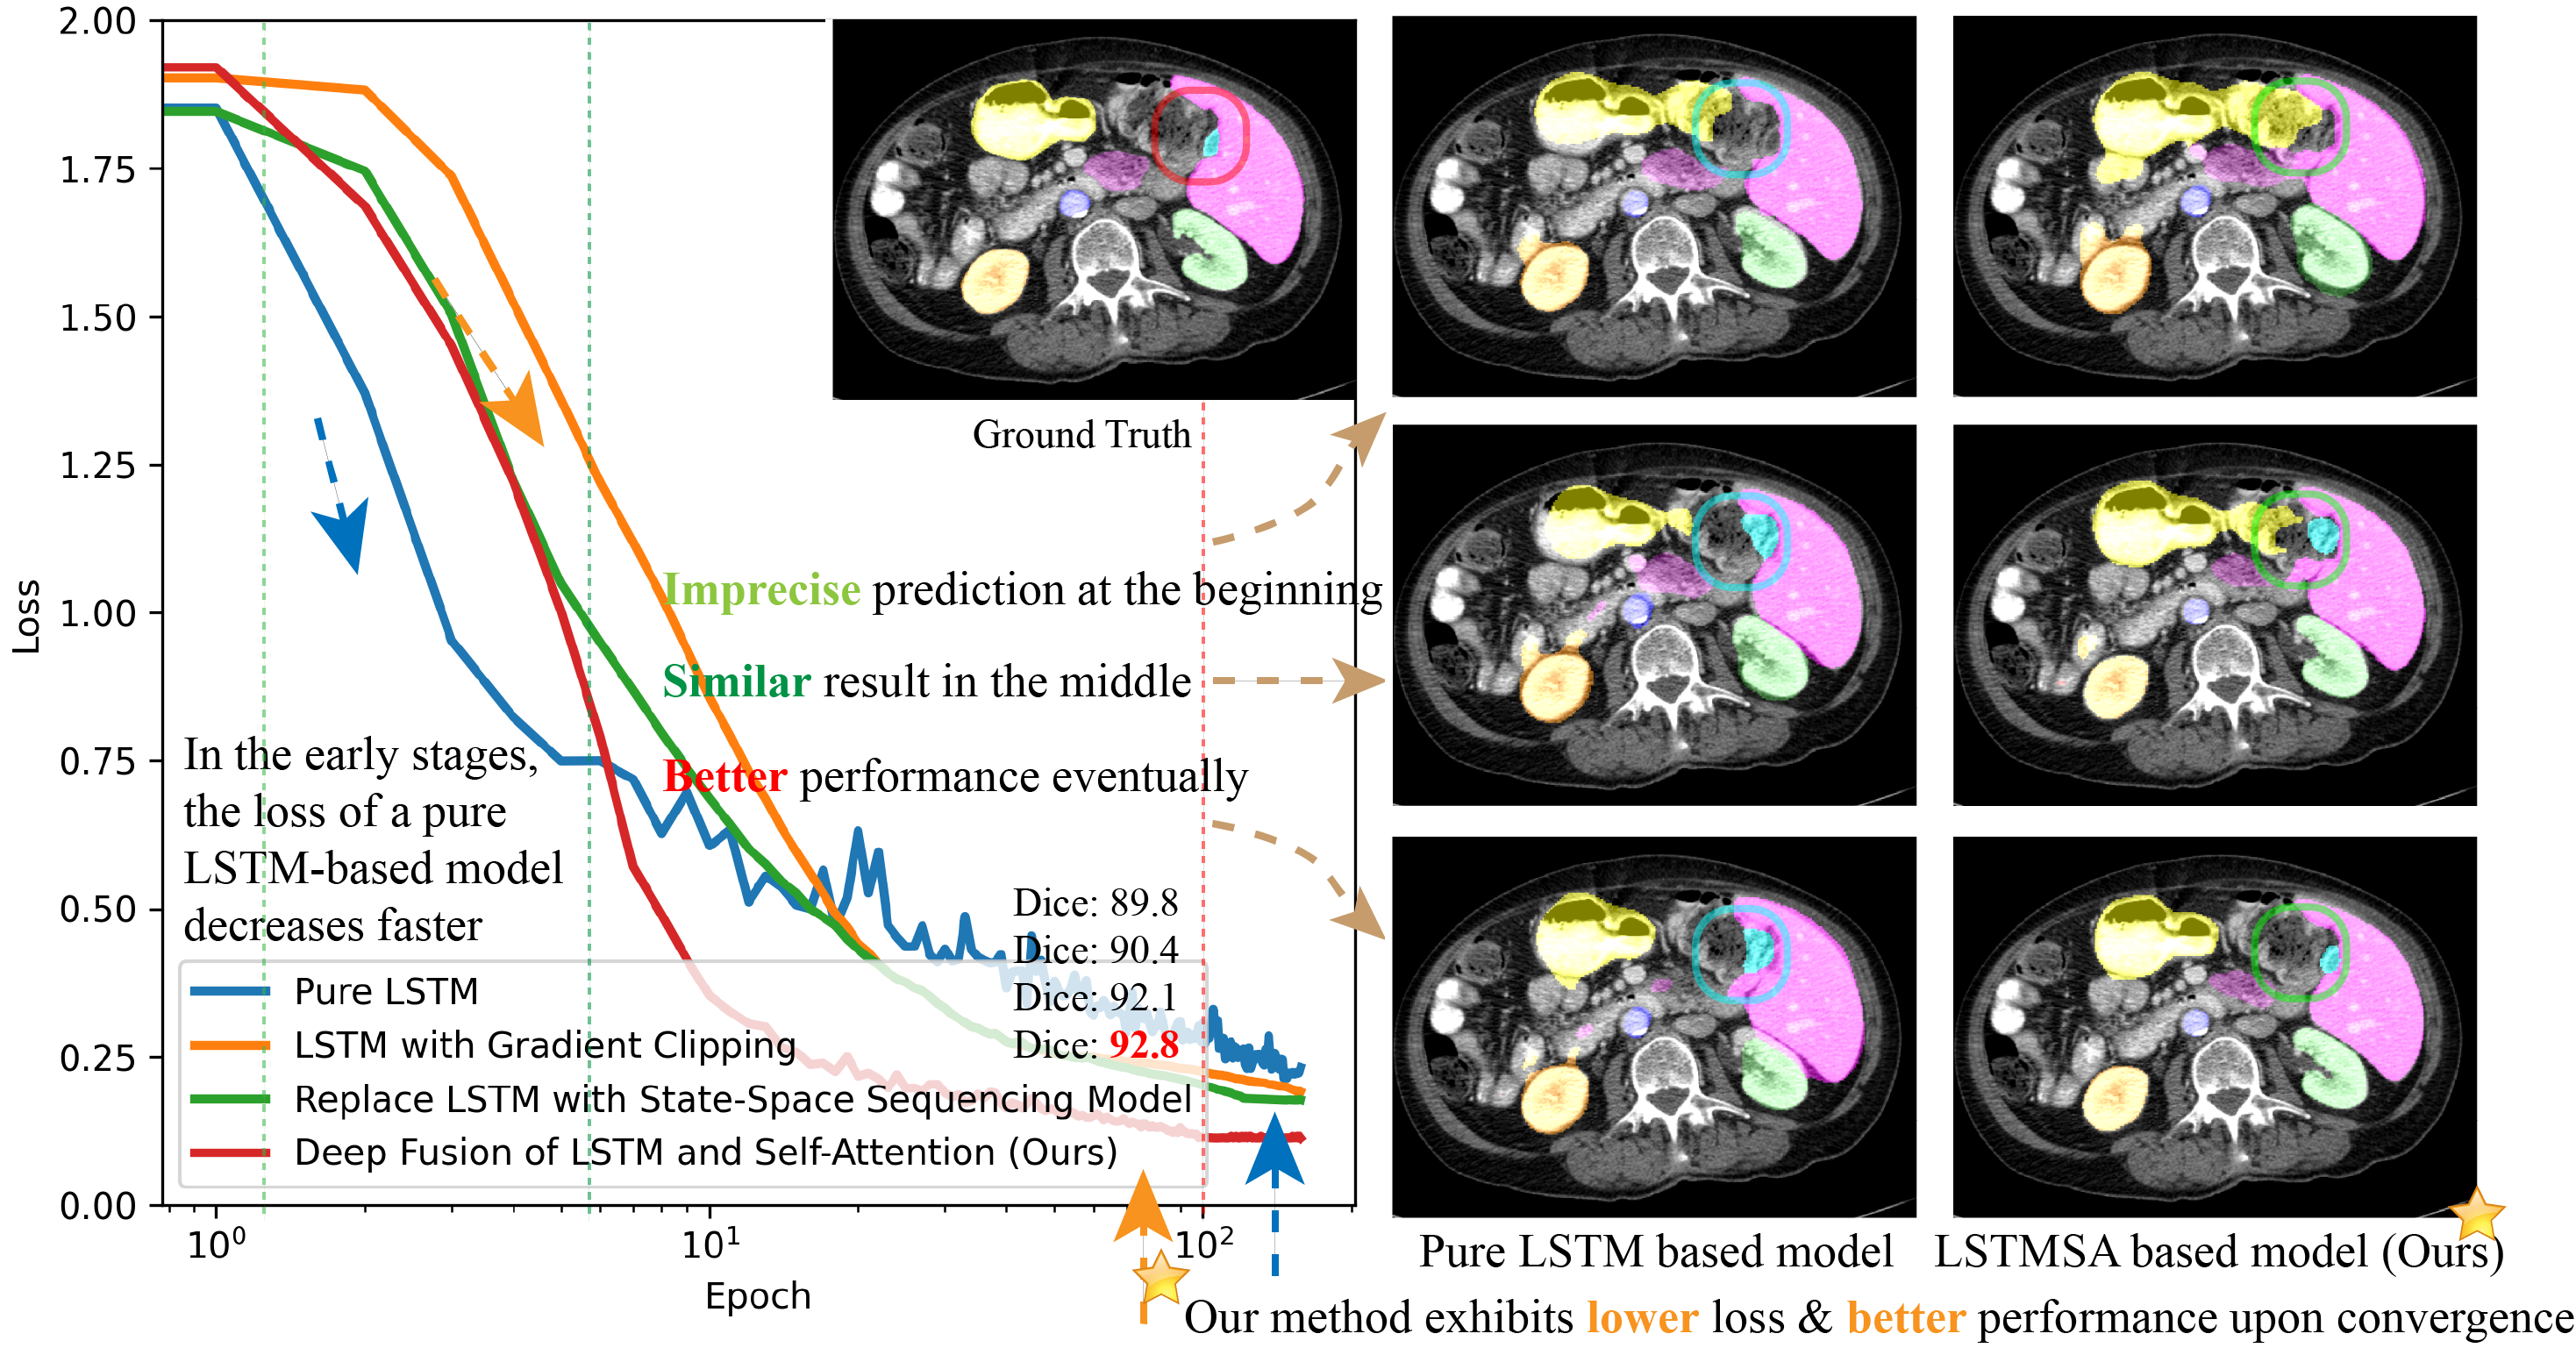 2.00
1.75
1.50
1.25
1.00
0.75
0.50
0.25
0.00
Loss
10⁰
10¹
10²
Epoch
Ground Truth
Imprecise prediction at the beginning
Similar result in the middle
Better performance eventually
In the early stages,
the loss of a pure
LSTM-based model
decreases faster
Dice: 89.8
Dice: 90.4
Dice: 92.1
Dice: 92.8
Pure LSTM
LSTM with Gradient Clipping
Replace LSTM with State-Space Sequencing Model
Deep Fusion of LSTM and Self-Attention (Ours)
Pure LSTM based model
LSTMSA based model (Ours)
Our method exhibits lower loss & better performance upon convergence